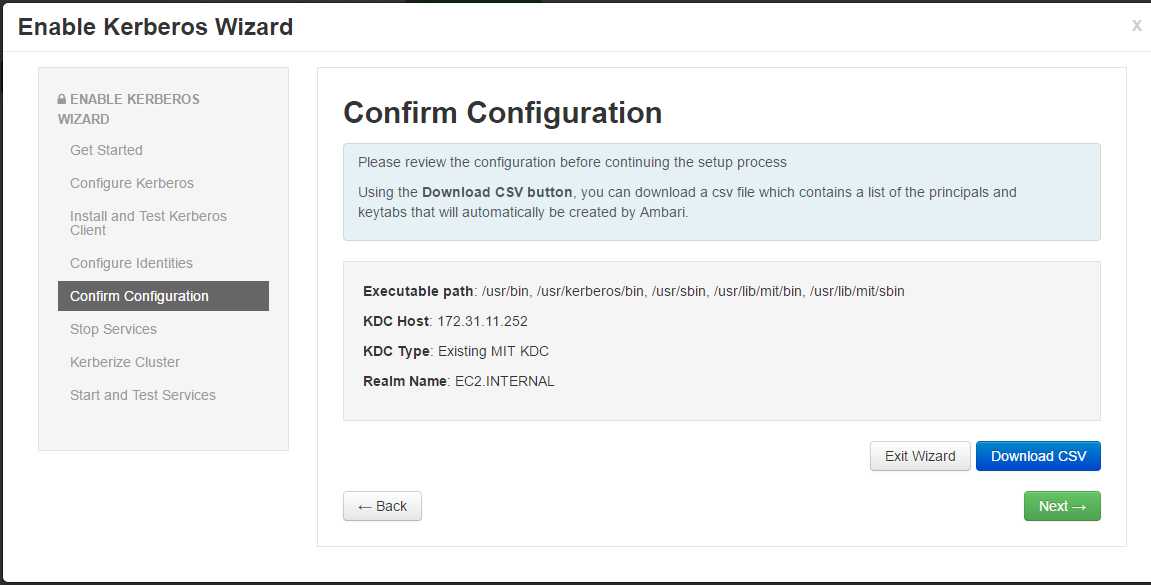 Enable Kerberos Wizard
x
ENABLE KERBEROS
WIZARD
Get Started
Configure Kerberos
Install and Test Kerberos
Client
Configure Identities
Confirm Configuration
Stop Services
Kerberize Cluster
Start and Test Services
Confirm Configuration
Please review the configuration before continuing the setup process
Using the Download CSV button, you can download a csv file which contains a list of the principals and
keytabs that will automatically be created by Ambari.
Executable path: /usr/bin, /usr/kerberos/bin, /usr/sbin, /usr/lib/mit/bin, /usr/lib/mit/sbin
KDC Host: 172.31.11.252
KDC Type: Existing MIT KDC
Realm Name: EC2.INTERNAL
Exit Wizard
Download CSV
← Back
Next →